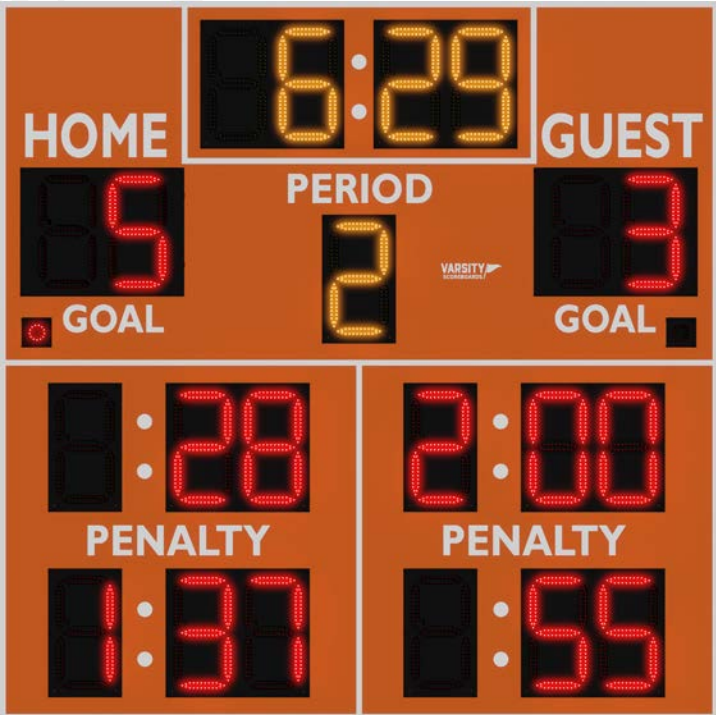 6:29
HOME
GUEST
5
PERIOD
3
2
VARSITY
SCOREBOARDS
GOAL
GOAL
:28
2:00
PENALTY
PENALTY
1:37
:55